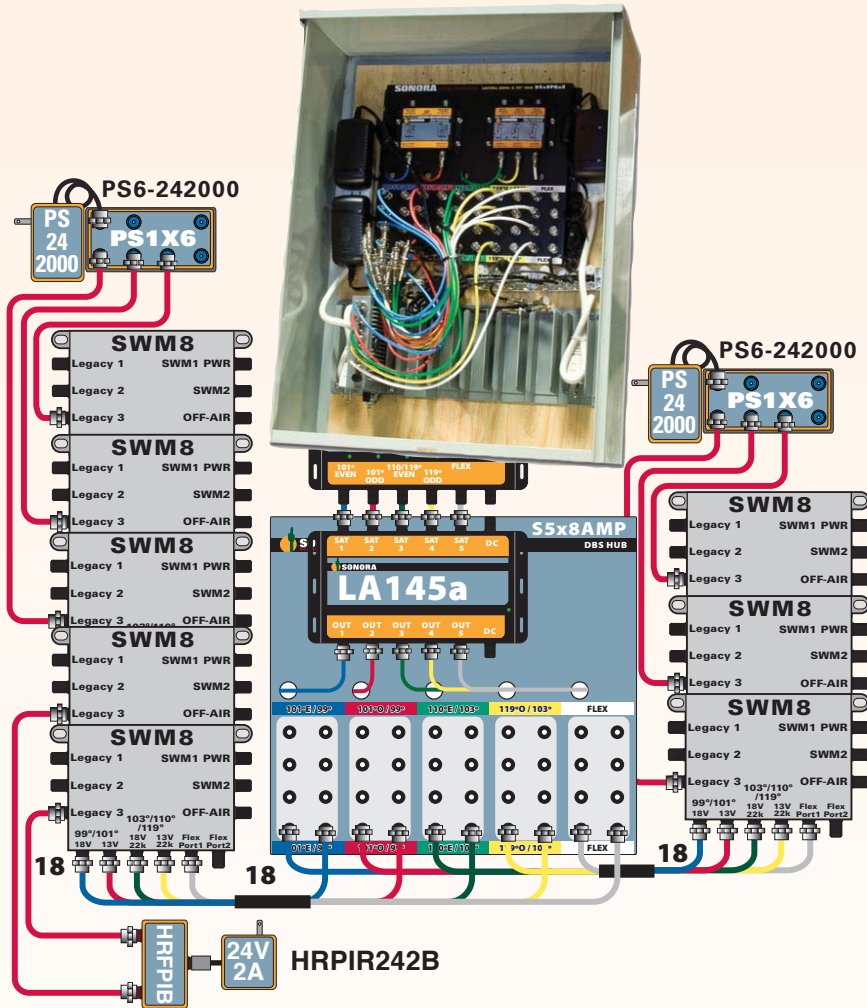 SONORA
FLEX
PS6-242000
PS
24
2000
PS1X6
PS6-242000
PS
24
2000
PS1X6
SWM8
Legacy 1 SWM1 PWR
Legacy 2 SWM2
Legacy 3 OFF-AIR
SWM8
Legacy 1 SWM1 PWR
Legacy 2 SWM2
Legacy 3 OFF-AIR
SWM8
Legacy 1 SWM1 PWR
Legacy 2 SWM2
Legacy 3 OFF-AIR
SWM8
Legacy 1 SWM1 PWR
Legacy 2 SWM2
Legacy 3 OFF-AIR
SWM8
Legacy 1 SWM1 PWR
Legacy 2 SWM2
Legacy 3 OFF-AIR
99°/101°
18V 13V
103°/110°
/119°
18V 13V
22k 22k
Flex Port1
Flex Port2
18
18
101° EVEN
101° ODD
110/119° EVEN
119° ODD
FLEX
S5x8AMP
DBS HUB
SAT 1 SAT 2 SAT 3 SAT 4 SAT 5 DC
SONORA
LA145a
OUT 1 OUT 2 OUT 3 OUT 4 OUT 5 DC
101°E / 99° 101°O / 99° 110°E / 103° 119°O / 103° FLEX
FLEX
SWM8
Legacy 1 SWM1 PWR
Legacy 2 SWM2
Legacy 3 OFF-AIR
SWM8
Legacy 1 SWM1 PWR
Legacy 2 SWM2
Legacy 3 OFF-AIR
SWM8
Legacy 1 SWM1 PWR
Legacy 2 SWM2
Legacy 3 OFF-AIR
99°/101°
18V 13V
103°/110°
/119°
18V 13V
22k 22k
Flex Port1
Flex Port2
18
HRFPIB
24V
2A
HRPIR242B